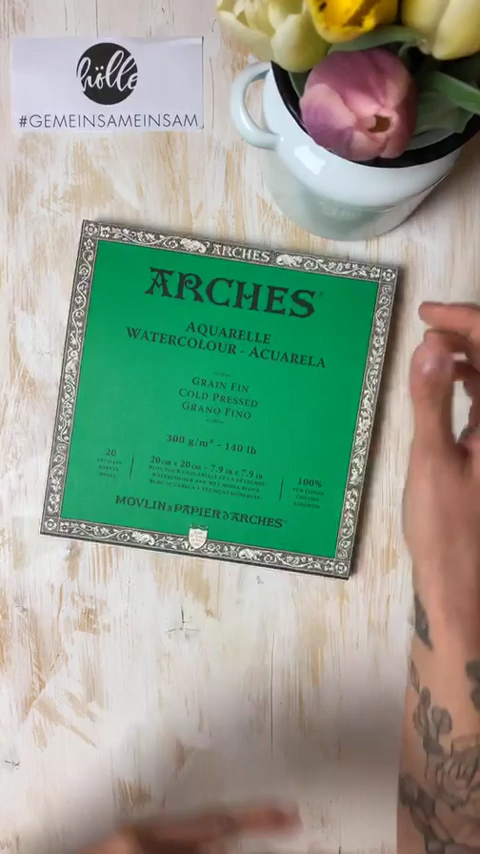 hölle
#GEMEINSAMEINSAM
ARCHES
ARCHES®
AQUARELLE
WATERCOLOUR - ACUARELA
GRAIN FIN
COLD PRESSED
GRANO FINO
300 g/m² - 140 lb
20
20 cm x 20 cm - 7.9 in x 7.9 in
100%
MOVLIN & PAPIER D'ARCHES